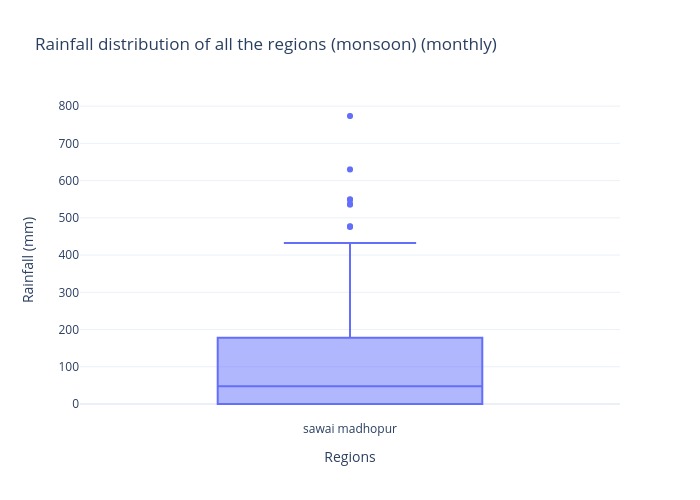 Rainfall distribution of all the regions (monsoon) (monthly)
800
700
600
500
400
300
200
100
0
Rainfall (mm)
sawai madhopur
Regions